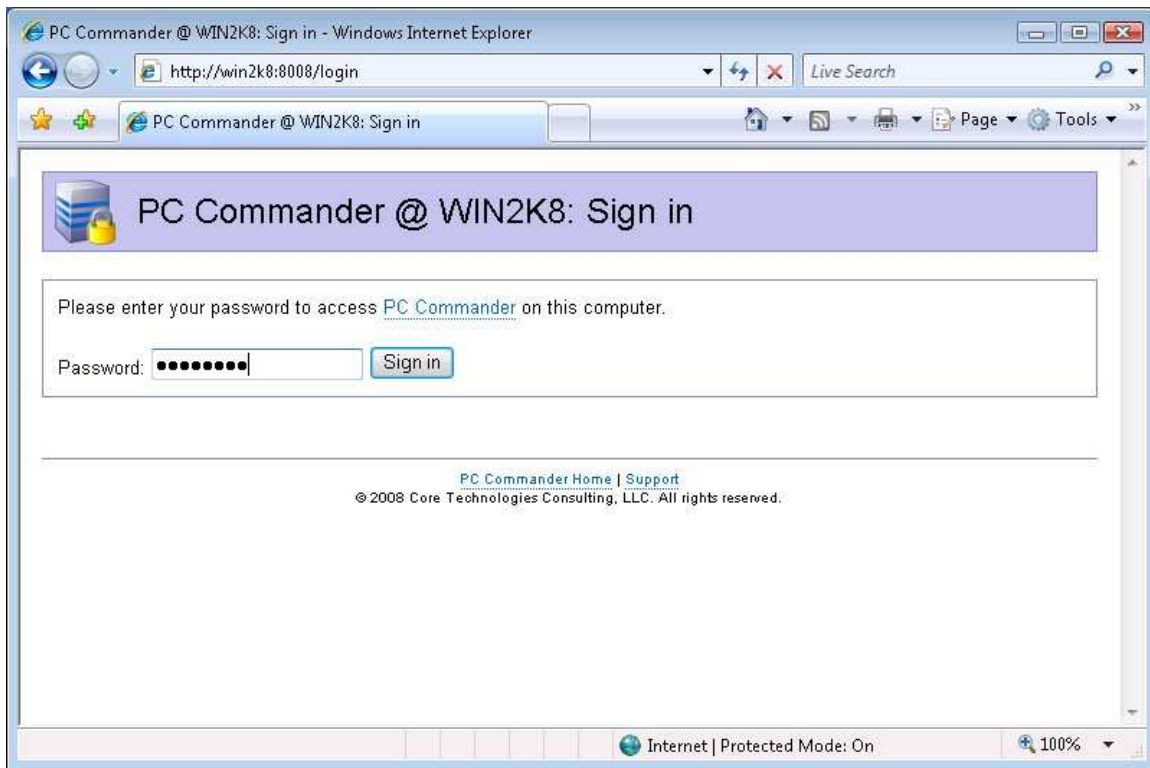 PC Commander @ WIN2K8: Sign in - Windows Internet Explorer
http://win2k8:8008/login
Live Search
PC Commander @ WIN2K8: Sign in
Page
Tools
PC Commander @ WIN2K8: Sign in
Please enter your password to access PC Commander on this computer.
Password: ●●●●●●●● Sign in
PC Commander Home | Support
© 2008 Core Technologies Consulting, LLC. All rights reserved.
Internet | Protected Mode: On
100%